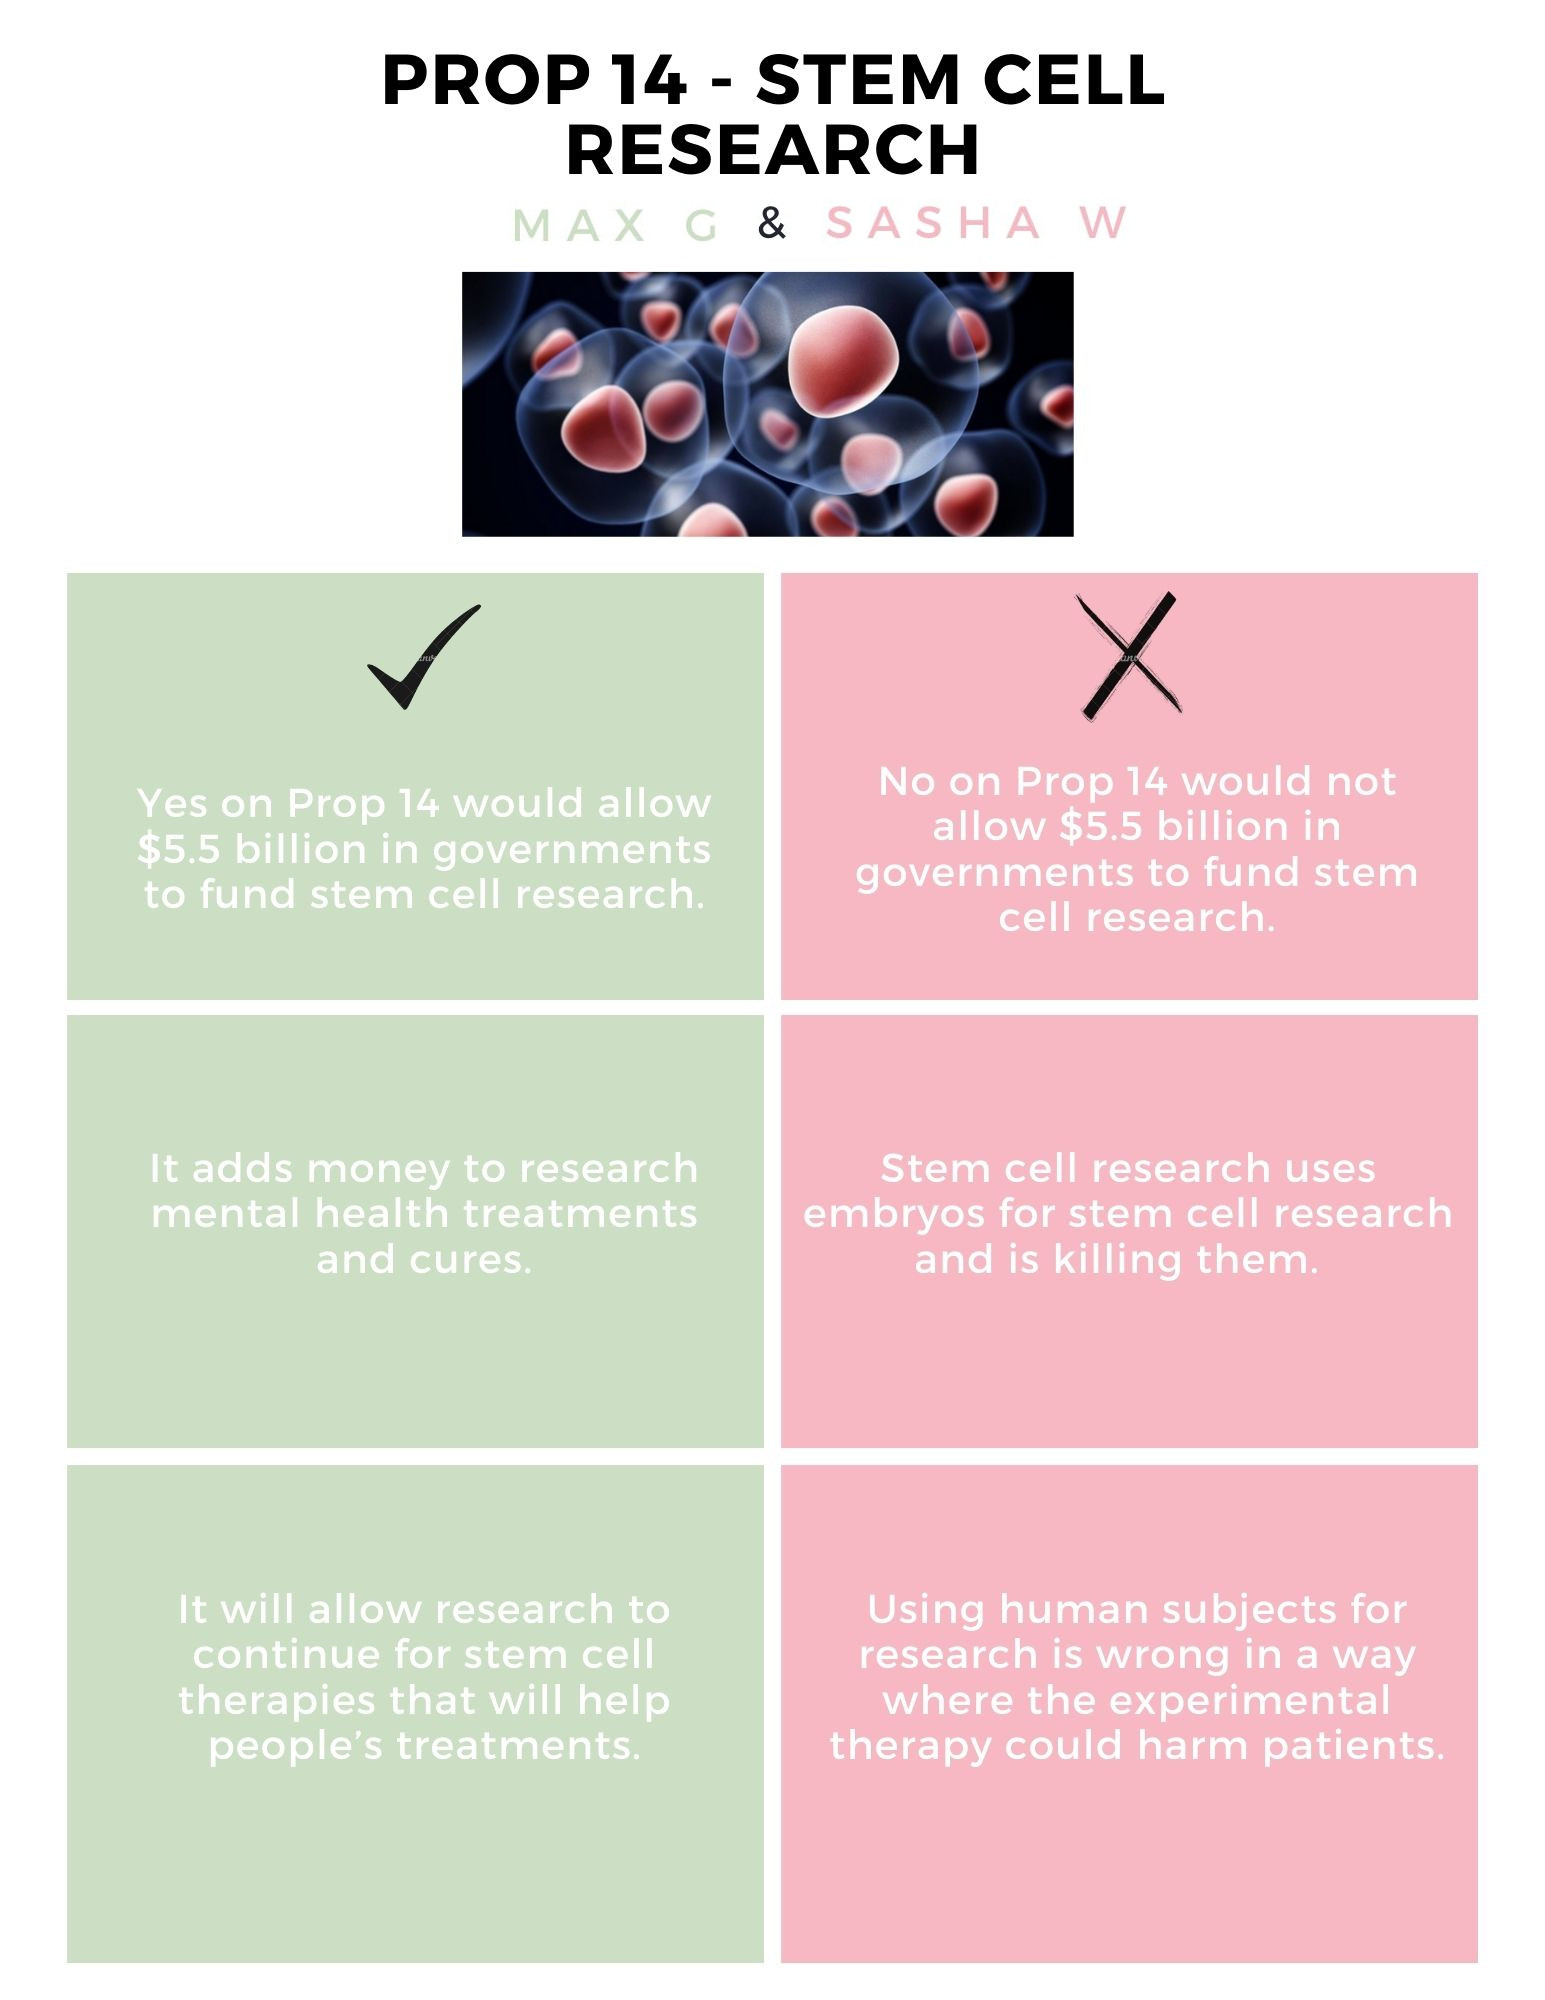 PROP 14 - STEM CELL
RESEARCH
MAX G & SASHA W
Yes on Prop 14 would allow
$5.5 billion in governments
to fund stem cell research.
No on Prop 14 would not
allow $5.5 billion in
governments to fund stem
cell research.
It adds money to research
mental health treatments
and cures.
Stem cell research uses
embryos for stem cell research
and is killing them.
It will allow research to
continue for stem cell
therapies that will help
people’s treatments.
Using human subjects for
research is wrong in a way
where the experimental
therapy could harm patients.